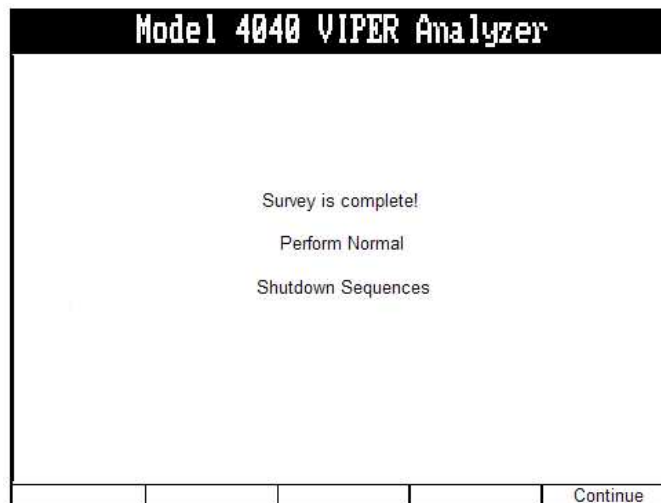 Model 4040 VIPER Analyzer
Survey is complete!
Perform Normal
Shutdown Sequences
Continue